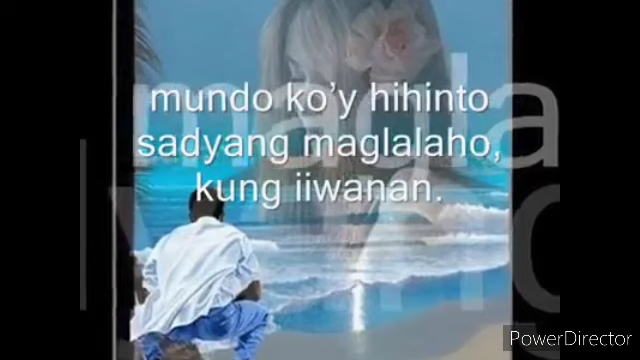 mundo ko'y hihinto
sadyang maglalaho,
kung iiwanan.
PowerDirector